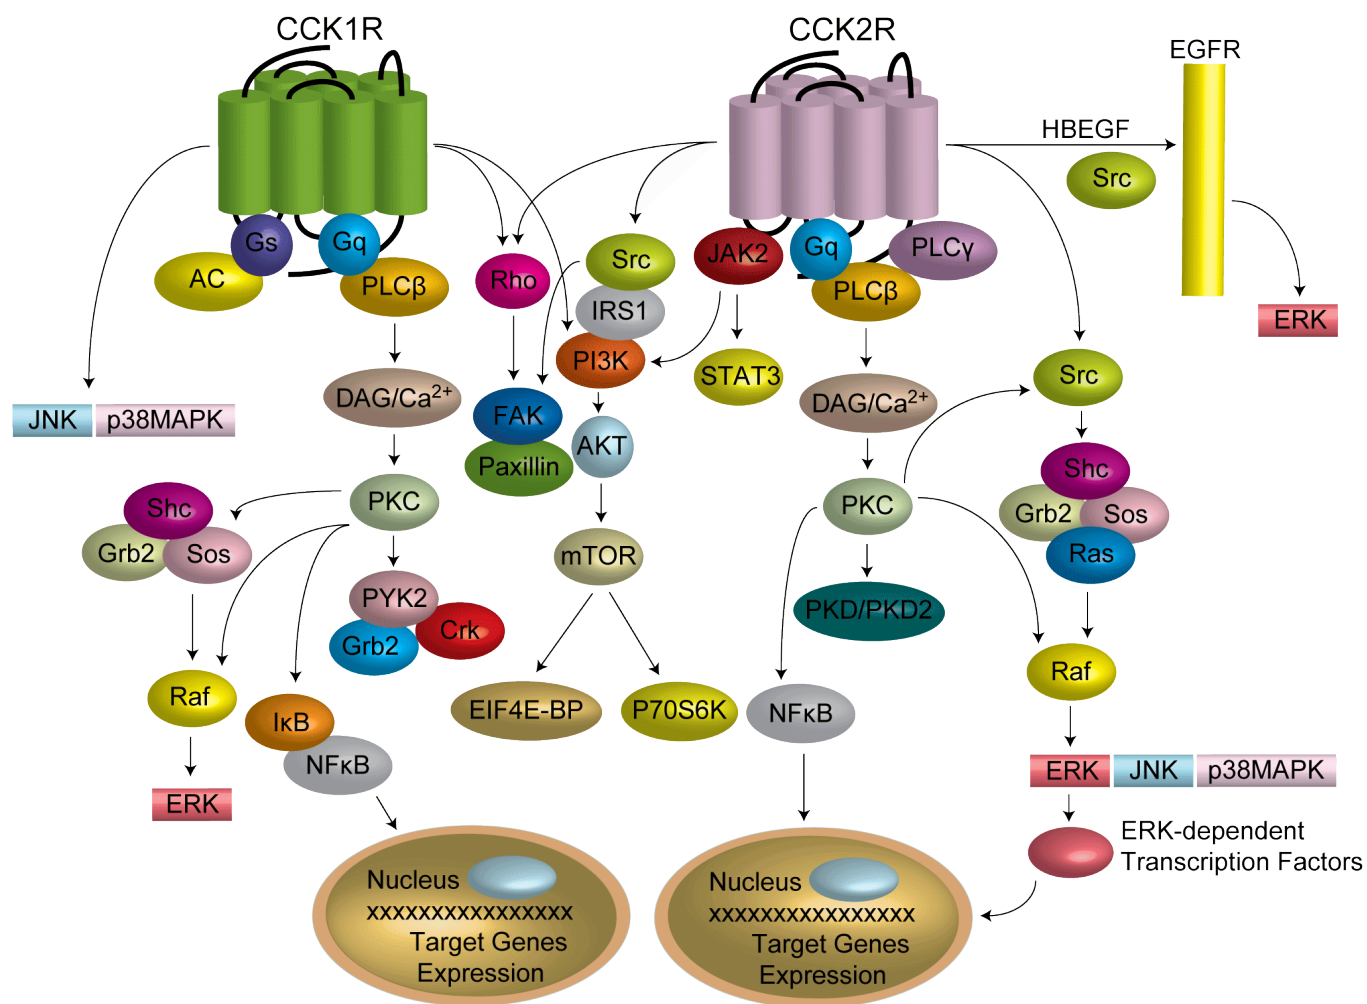 CCK1R
CCK2R
EGFR
HBEGF
Src
Gs
Gq
AC
PLCβ
Rho
Src
IRS1
PI3K
JAK2
Gq
PLCγ
PLCβ
STAT3
ERK
JNK
p38MAPK
DAG/Ca²⁺
FAK
Paxillin
AKT
DAG/Ca²⁺
Src
Shc
Grb2
Sos
PKC
mTOR
PKC
Shc
Grb2
Sos
Ras
PYK2
Grb2
Crk
PKD/PKD2
Raf
IκB
NFκB
EIF4E-BP
P70S6K
NFκB
Raf
ERK
ERK
JNK
p38MAPK
ERK-dependent
Transcription Factors
Nucleus
xxxxxxxxxxxxxxxx
Target Genes
Expression
Nucleus
xxxxxxxxxxxxxxxx
Target Genes
Expression